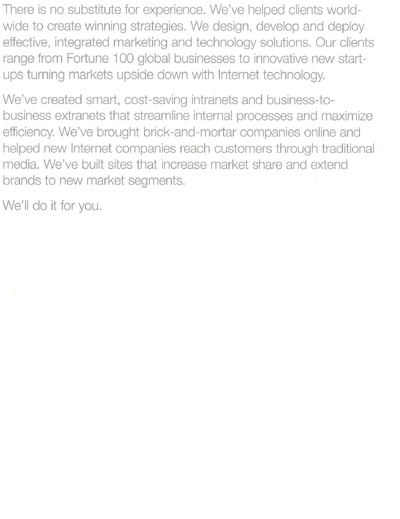 There is no substitute for experience. We've helped clients world-
wide to create winning strategies. We design, develop and deploy
effective, integrated marketing and technology solutions. Our clients
range from Fortune 100 global businesses to innovative new start-
ups turning markets upside down with Internet technology.
We've created smart, cost-saving intranets and business-to-
business extranets that streamline internal processes and maximize
efficiency. We've brought brick-and-mortar companies online and
helped new Internet companies reach customers through traditional
media. We've built sites that increase market share and extend
brands to new market segments.
We'll do it for you.